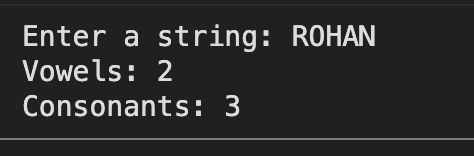 Enter a string: ROHAN
Vowels: 2
Consonants: 3